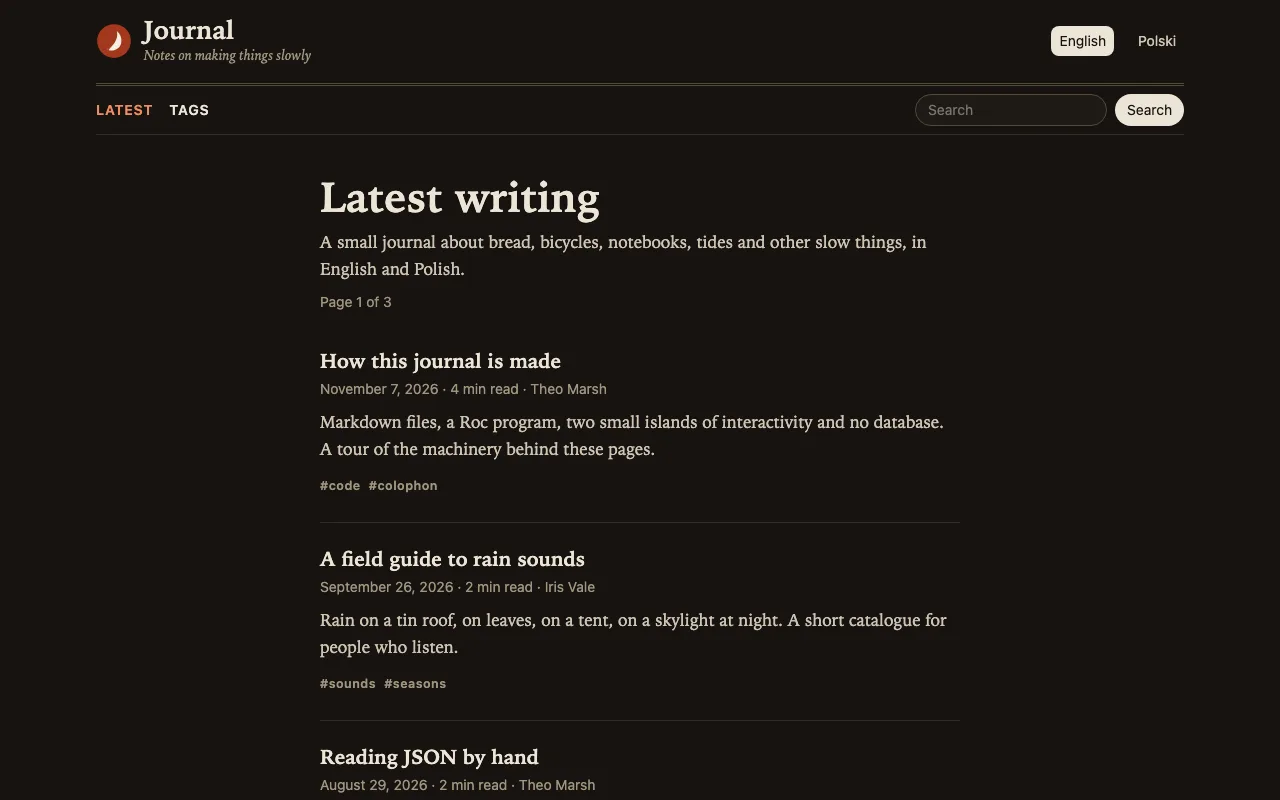 Journal
Notes on making things slowly
English
Polski
LATEST
TAGS
Search
Search
Latest writing
A small journal about bread, bicycles, notebooks, tides and other slow things, in
English and Polish.
Page 1 of 3
How this journal is made
November 7, 2026 · 4 min read · Theo Marsh
Markdown files, a Roc program, two small islands of interactivity and no database.
A tour of the machinery behind these pages.
#code #colophon
A field guide to rain sounds
September 26, 2026 · 2 min read · Iris Vale
Rain on a tin roof, on leaves, on a tent, on a skylight at night. A short catalogue for
people who listen.
#sounds #seasons
Reading JSON by hand
August 29, 2026 · 2 min read · Theo Marsh